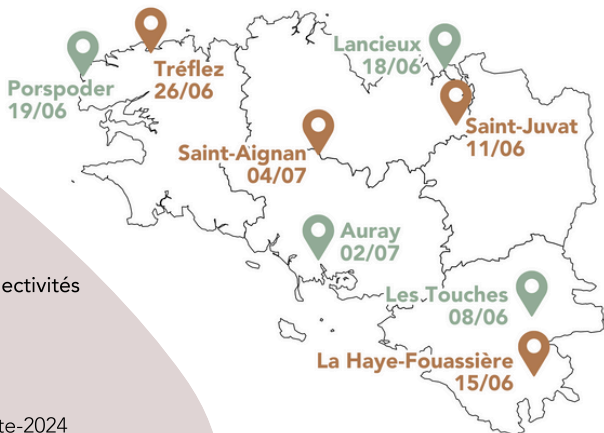 Lancieux
18/06
Tréflez
26/06
Porspoder
19/06
Saint-Juvat
11/06
Saint-Aignan
04/07
Auray
02/07
ectivités
Les Touches
08/06
La Haye-Fouassière
15/06
te-2024